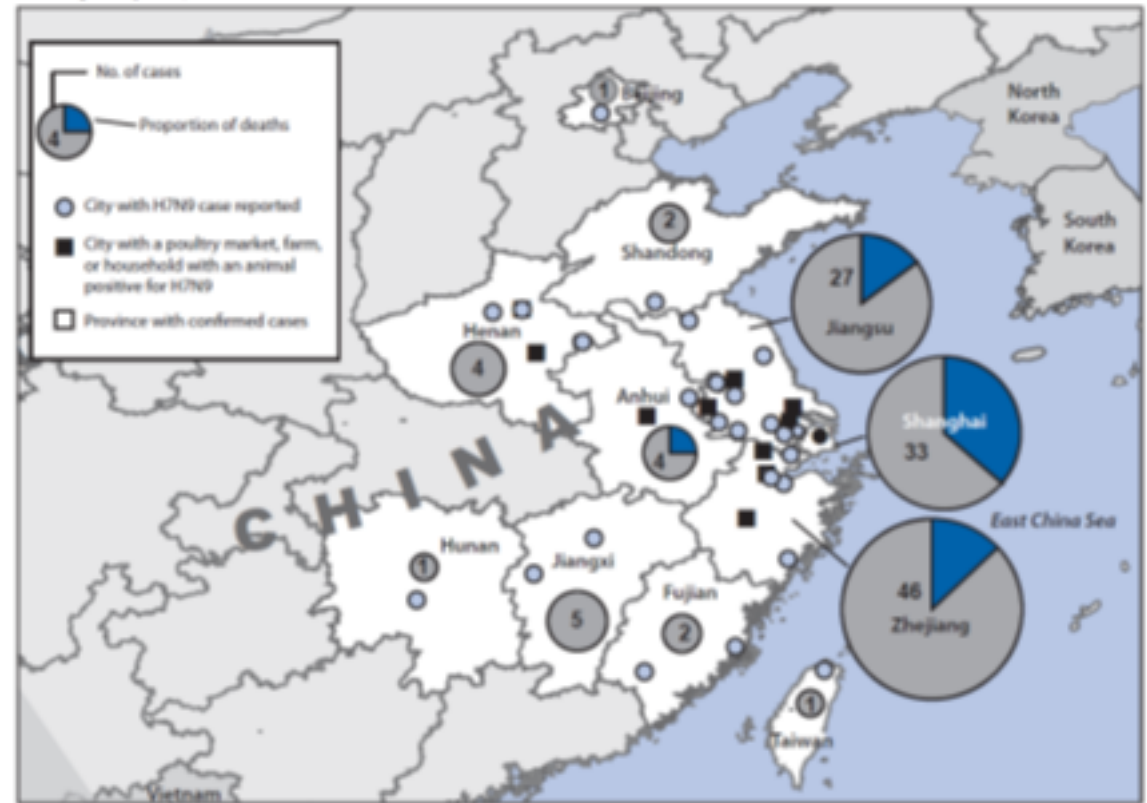 No. of cases
4
Proportion of deaths
City with H7N9 case reported
City with a poultry market, farm,
or household with an animal
positive for H7N9
Province with confirmed cases
1
Beijing
North
Korea
South
Korea
2
Shandong
27
Jiangsu
Henan
4
Anhui
4
Shanghai
33
CHINA
East China Sea
Hunan
1
Jiangxi
5
Fujian
2
46
Zhejiang
1
Taiwan
Vietnam